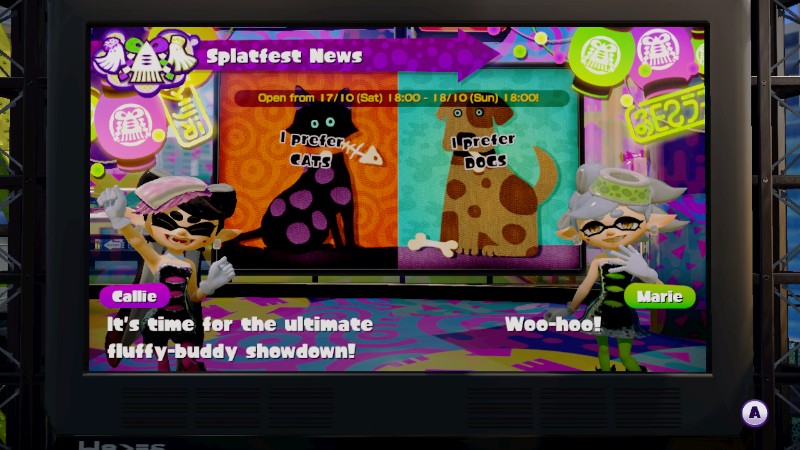 Splatfest News
Open from 17/10 (Sat) 18:00 - 18/10 (Sun) 18:00!
I prefer
CATS
I prefer
DOGS
Callie
Marie
It's time for the ultimate
fluffy-buddy showdown!
Woo-hoo!
A